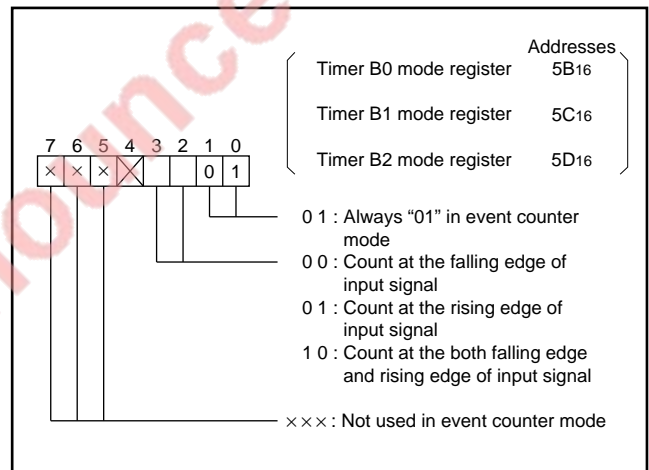 Addresses
Timer B0 mode register 5B16
Timer B1 mode register 5C16
Timer B2 mode register 5D16
7 6 5 4 3 2 1 0
× × × 0 1
0 1 : Always “01” in event counter
mode
0 0 : Count at the falling edge of
input signal
0 1 : Count at the rising edge of
input signal
1 0 : Count at the both falling edge
and rising edge of input signal
××× : Not used in event counter mode
ounce